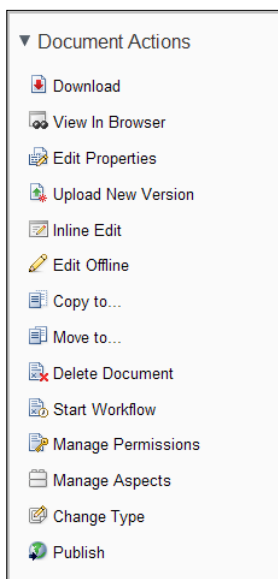 Document Actions
Download
View In Browser
Edit Properties
Upload New Version
Inline Edit
Edit Offline
Copy to...
Move to...
Delete Document
Start Workflow
Manage Permissions
Manage Aspects
Change Type
Publish